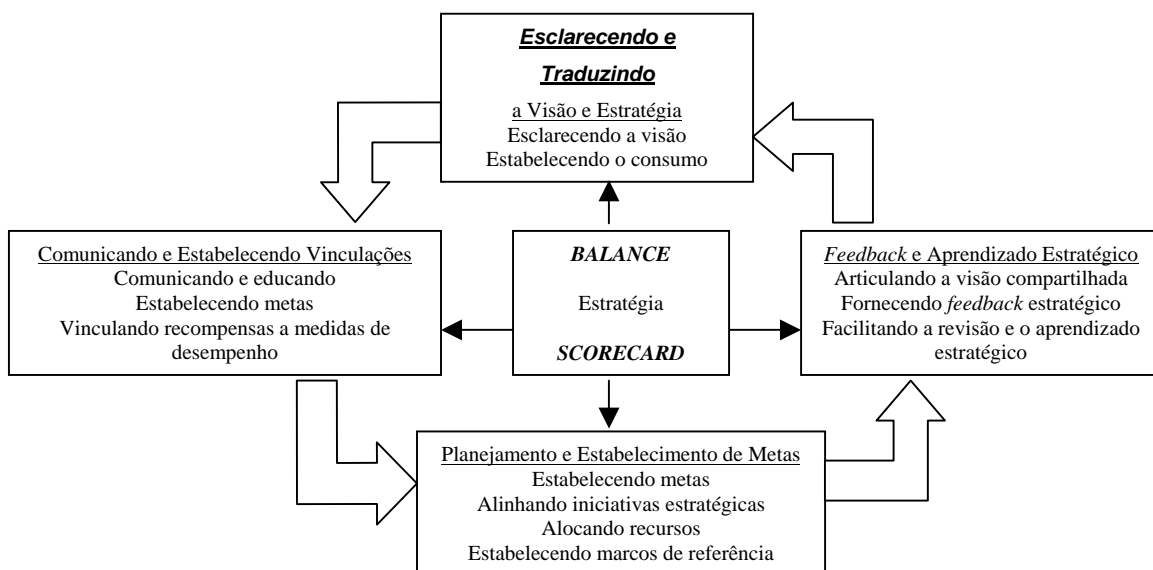 Esclarecendo e
Traduzindo
a Visão e Estratégia
Esclarecendo a visão
Estabelecendo o consumo
Comunicando e Estabelecendo Vinculações
Comunicando e educando
Estabelecendo metas
Vinculando recompensas a medidas de
desempenho
BALANCE
Estratégia
SCORECARD
Feedback e Aprendizado Estratégico
Articulando a visão compartilhada
Fornecendo feedback estratégico
Facilitando a revisão e o aprendizado
estratégico
Planejamento e Estabelecimento de Metas
Estabelecendo metas
Alinhando iniciativas estratégicas
Alocando recursos
Estabelecendo marcos de referência